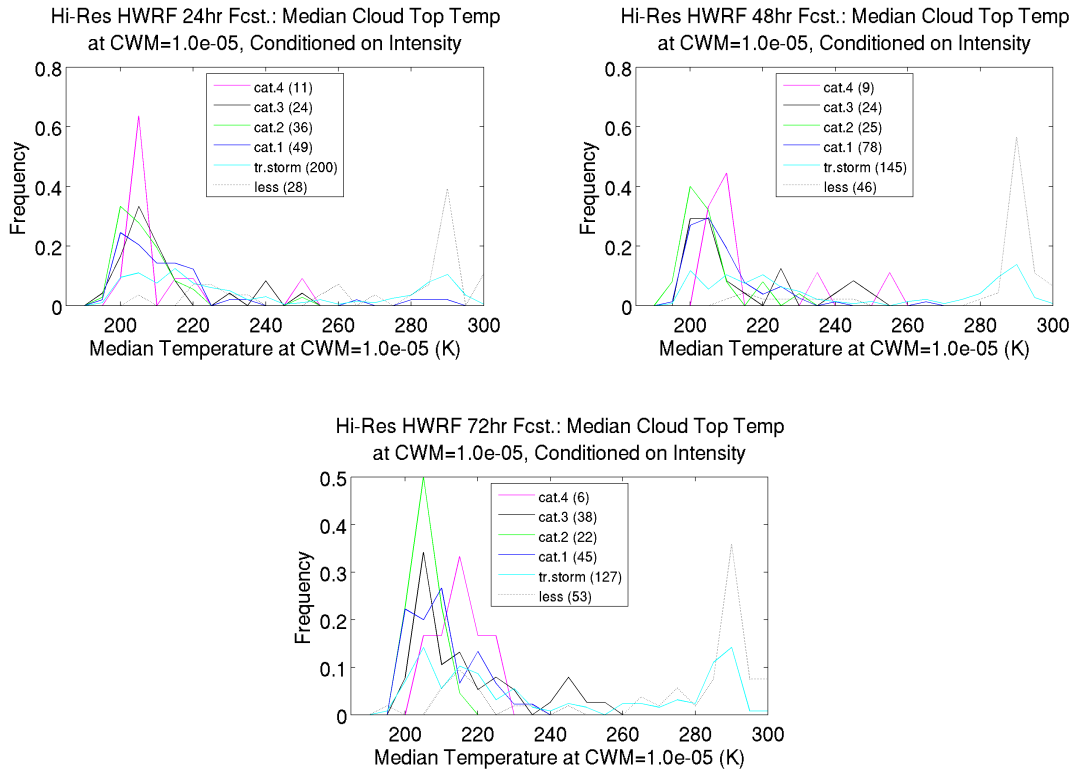 Hi-Res HWRF 24hr Fcst.: Median Cloud Top Temp
at CWM=1.0e-05, Conditioned on Intensity
0.8
0.6
0.4
0.2
0
Frequency
cat.4 (11)
cat.3 (24)
cat.2 (36)
cat.1 (49)
tr.storm (200)
less (28)
200 220 240 260 280 300
Median Temperature at CWM=1.0e-05 (K)
Hi-Res HWRF 48hr Fcst.: Median Cloud Top Temp
at CWM=1.0e-05, Conditioned on Intensity
0.8
0.6
0.4
0.2
0
Frequency
cat.4 (9)
cat.3 (24)
cat.2 (25)
cat.1 (78)
tr.storm (145)
less (46)
200 220 240 260 280 300
Median Temperature at CWM=1.0e-05 (K)
Hi-Res HWRF 72hr Fcst.: Median Cloud Top Temp
at CWM=1.0e-05, Conditioned on Intensity
0.5
0.4
0.3
0.2
0.1
0
Frequency
cat.4 (6)
cat.3 (38)
cat.2 (22)
cat.1 (45)
tr.storm (127)
less (53)
200 220 240 260 280 300
Median Temperature at CWM=1.0e-05 (K)